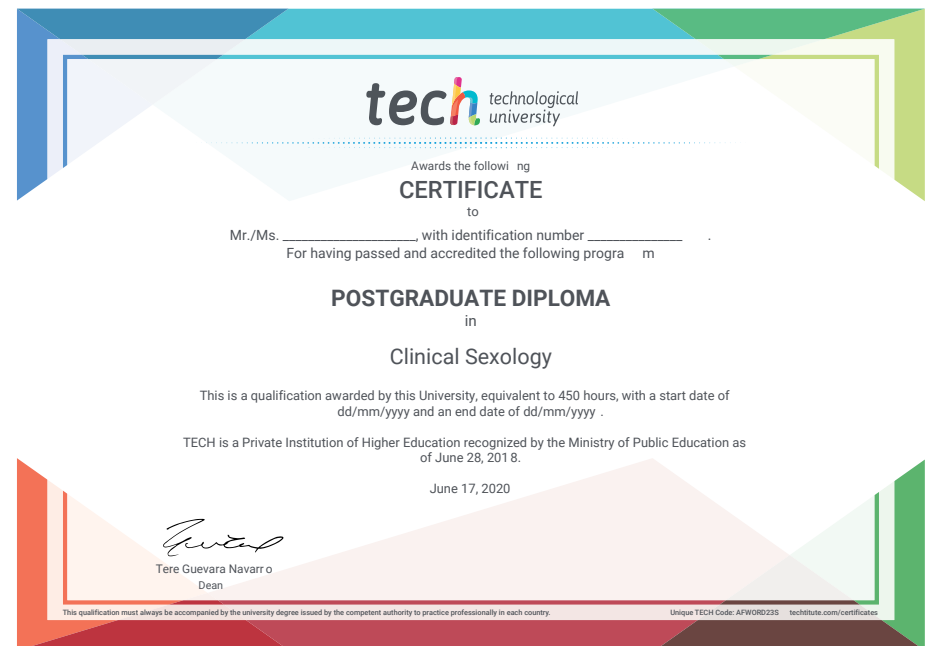 tech technological
university
Awards the following
CERTIFICATE
to
Mr./Ms. ____________________, with identification number ______________ .
For having passed and accredited the following program
POSTGRADUATE DIPLOMA
in
Clinical Sexology
This is a qualification awarded by this University, equivalent to 450 hours, with a start date of
dd/mm/yyyy and an end date of dd/mm/yyyy .
TECH is a Private Institution of Higher Education recognized by the Ministry of Public Education as
of June 28, 2018.
June 17, 2020
Tere Guevara Navarro
Dean
This qualification must always be accompanied by the university degree issued by the competent authority to practice professionally in each country.
Unique TECH Code: AFWORD23S techtitute.com/certificates